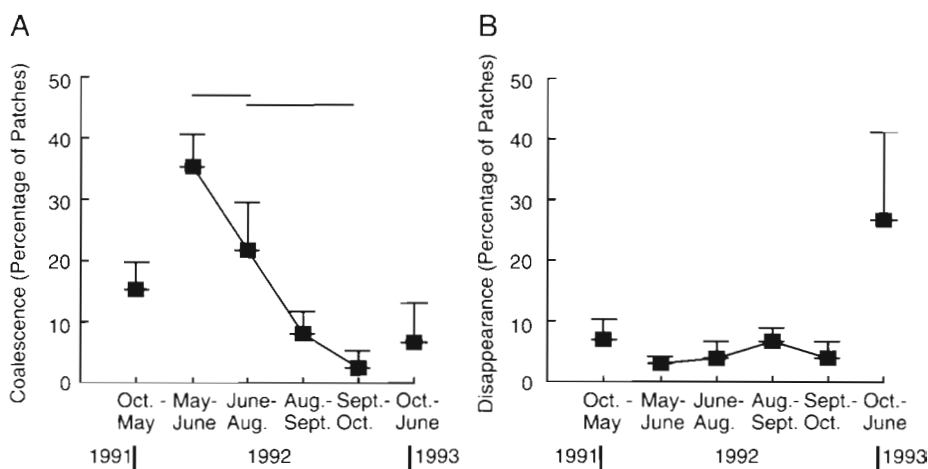 A
Coalescence (Percentage of Patches)
50
40
30
20
10
0
Oct. - May- June- Aug.- Sept.- Oct.-
May June Aug. Sept. Oct. June
1991 1992 1993
B
Disappearance (Percentage of Patches)
50
40
30
20
10
0
Oct. - May- June- Aug.- Sept.- Oct.-
May June Aug. Sept. Oct. June
1991 1992 1993